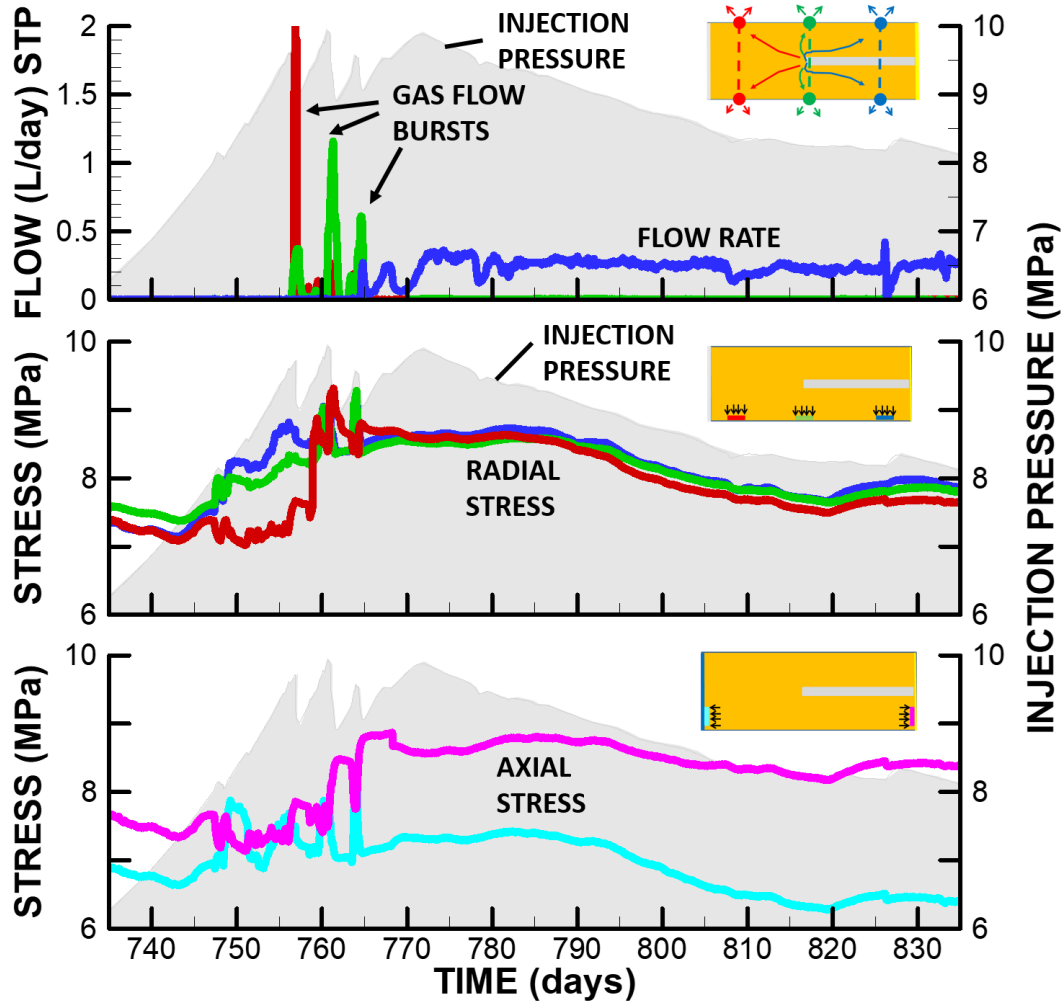 FLOW (L/day) STP
2
1.5
1
0.5
0
INJECTION
PRESSURE
GAS FLOW
BURSTS
FLOW RATE
10
9
8
7
6
STRESS (MPa)
10
8
6
INJECTION
PRESSURE
RADIAL
STRESS
10
8
6
INJECTION PRESSURE (MPa)
STRESS (MPa)
10
8
6
AXIAL
STRESS
10
8
6
740 750 760 770 780 790 800 810 820 830
TIME (days)